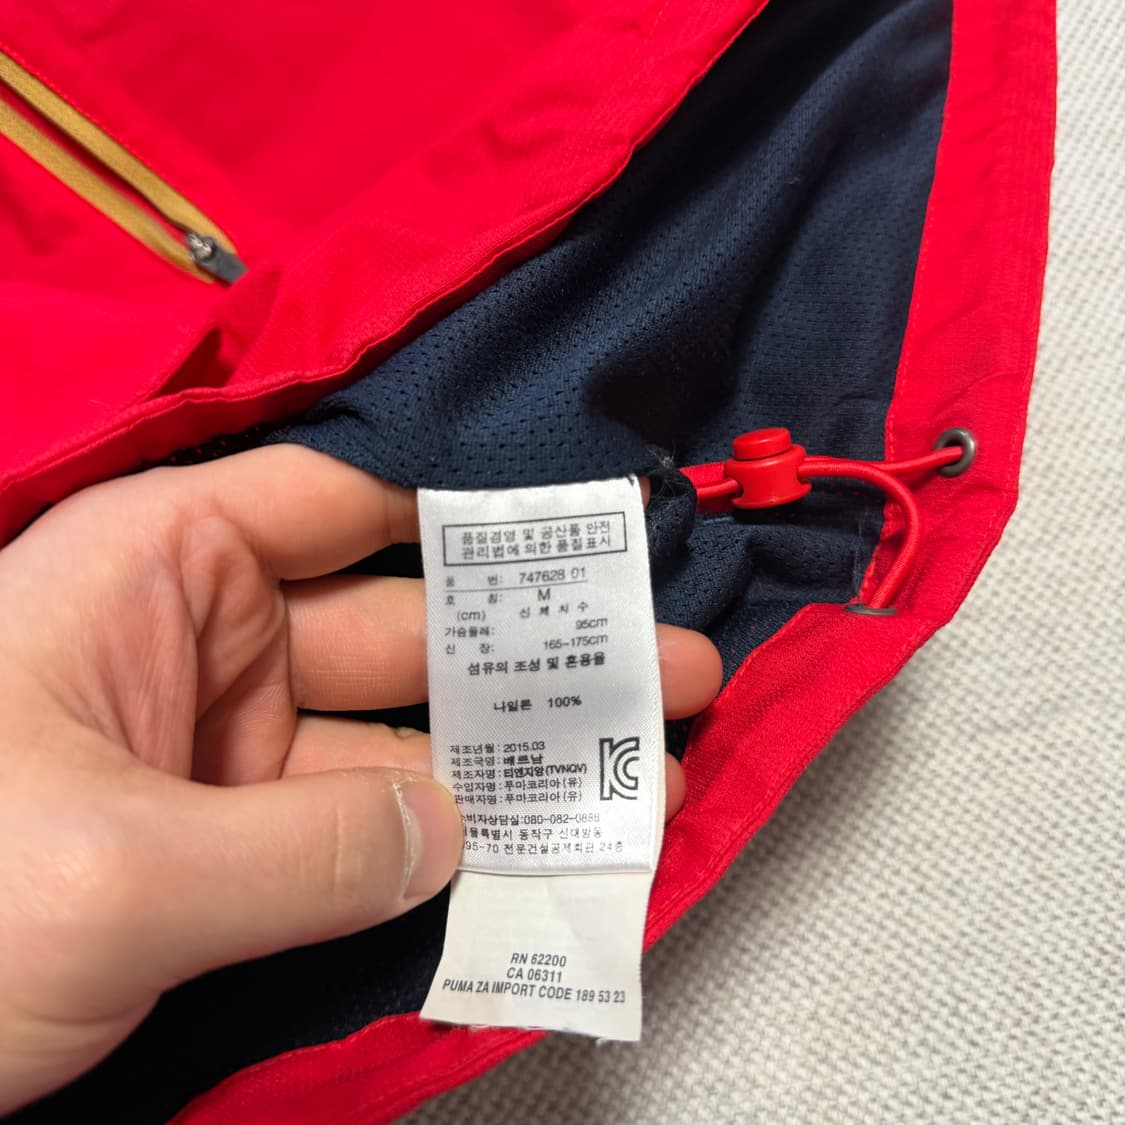 품질경영 및 공산품 안전
관리법에 의한 품질표시
품 번: 747628 01
호 칭: M
(cm) 신 체 치 수
가슴둘레: 95cm
신 장: 165-175cm
섬유의 조성 및 혼용율
나일론 100%
제조년월 : 2015.03
제조국명 : 베트남
제조자명 : 티엔지앙(TVNQV)
수입자명 : 푸마코리아(유)
판매자명 : 푸마코리아(유)
KC
비자상담실:080-082-0888
특별시 동작구 신대방동
95-70 전문건설공제회관 24층
RN 62200
CA 06311
PUMA ZA IMPORT CODE 189 53 23